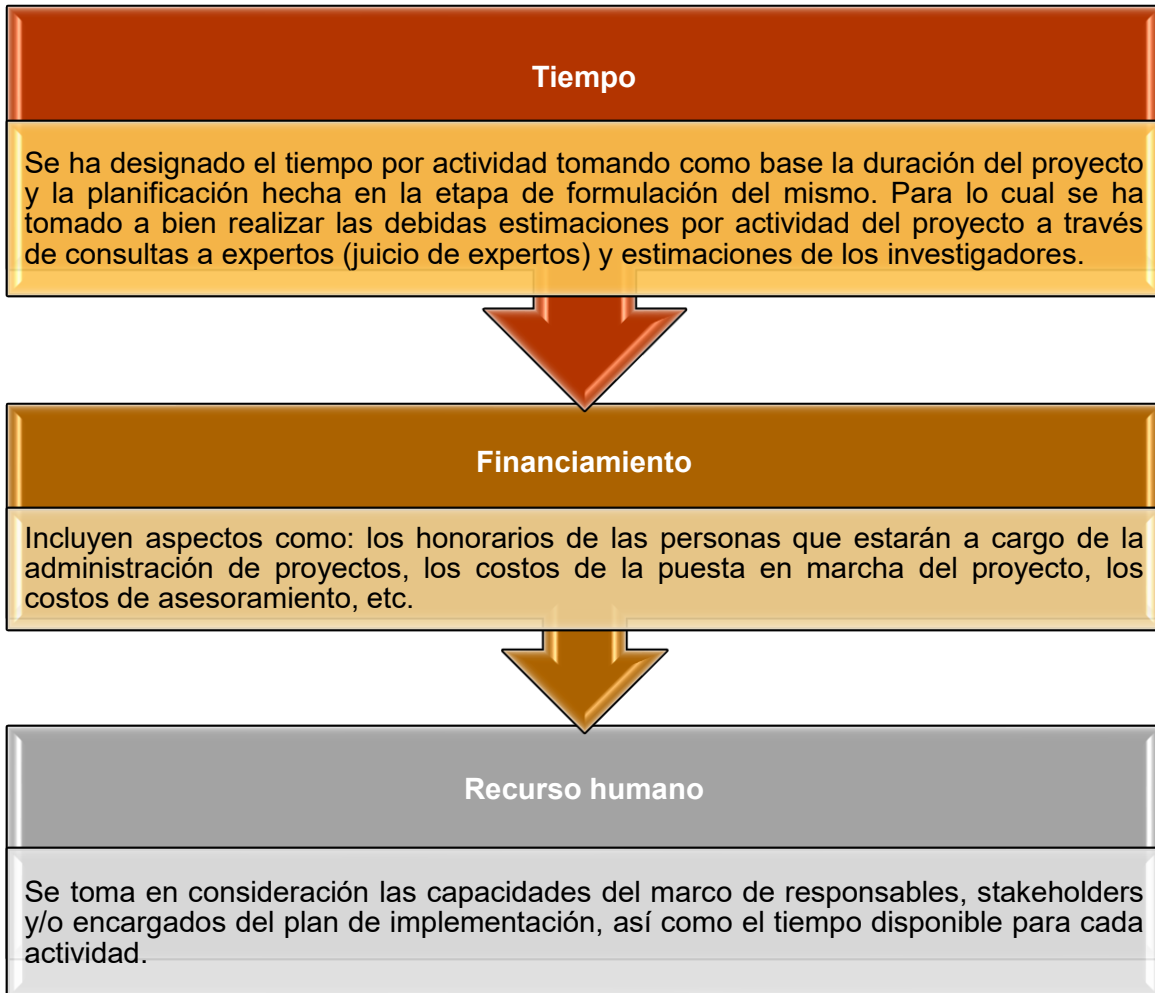 Tiempo
Se ha designado el tiempo por actividad tomando como base la duración del proyecto
y la planificación hecha en la etapa de formulación del mismo. Para lo cual se ha
tomado a bien realizar las debidas estimaciones por actividad del proyecto a través
de consultas a expertos (juicio de expertos) y estimaciones de los investigadores.
Financiamiento
Incluyen aspectos como: los honorarios de las personas que estarán a cargo de la
administración de proyectos, los costos de la puesta en marcha del proyecto, los
costos de asesoramiento, etc.
Recurso humano
Se toma en consideración las capacidades del marco de responsables, stakeholders
y/o encargados del plan de implementación, así como el tiempo disponible para cada
actividad.